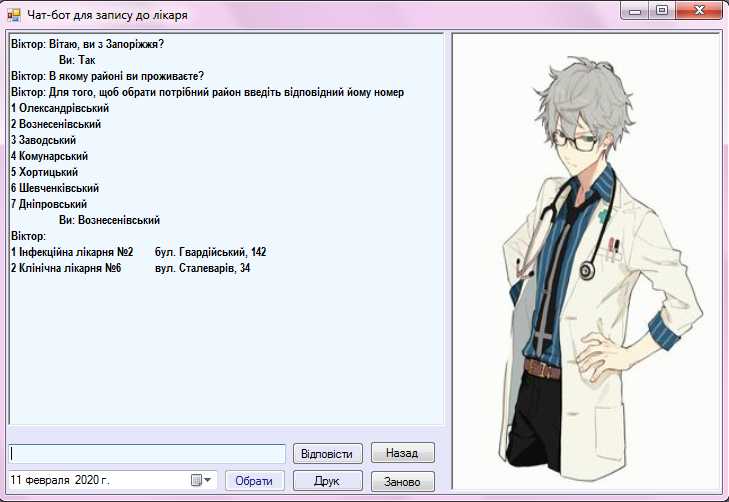 Чат-бот для запису до лікаря
Віктор: Вітаю, ви з Запоріжжя?
Ви: Так
Віктор: В якому районі ви проживаєте?
Віктор: Для того, щоб обрати потрібний район введіть відповідний йому номер
1 Олександрівський
2 Вознесенівський
3 Заводський
4 Комунарський
5 Хортицький
6 Шевченківський
7 Дніпровський
Ви: Вознесенівський
Віктор:
1 Інфекційна лікарня №2 бул. Гвардійський, 142
2 Клінічна лікарня №6 вул. Сталеварів, 34
Відповісти Назад
11 февраля 2020 г. Обрати Друк Заново